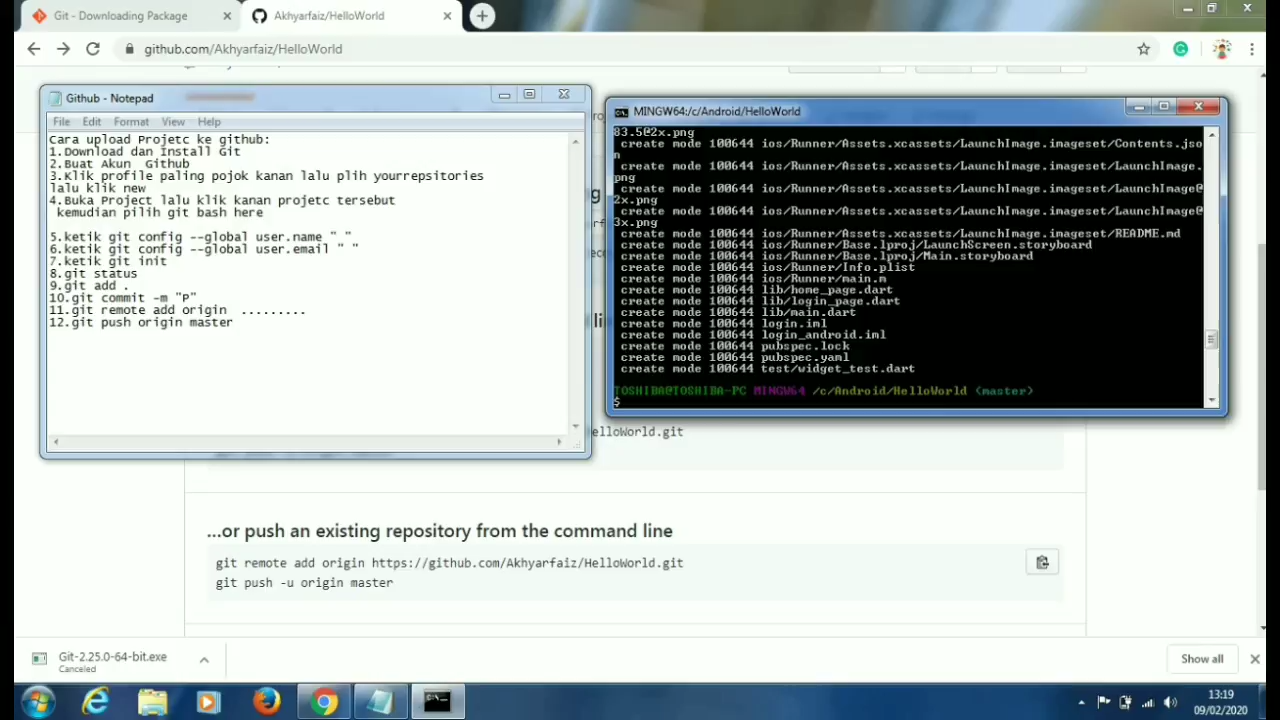 Git - Downloading Package
Akhyarfaiz/HelloWorld
github.com/Akhyarfaiz/HelloWorld
Github - Notepad
File Edit Format View Help
Cara upload Projetc ke github:
1.Download dan Install Git
2.Buat Akun  Github
3.Klik profile paling pojok kanan lalu plih yourrepsitories
lalu klik new
4.Buka Project lalu klik kanan projetc tersebut
kemudian pilih git bash here
5.ketik git config --global user.name " "
6.ketik git config --global user.email " "
7.ketik git init
8.git status
9.git add .
10.git commit -m "P"
11.git remote add origin  .........
12.git push origin master
MINGW64:/c/Android/HelloWorld
83.5@2x.png
create mode 100644 ios/Runner/Assets.xcassets/LaunchImage.imageset/Contents.jso
n
create mode 100644 ios/Runner/Assets.xcassets/LaunchImage.imageset/LaunchImage.
png
create mode 100644 ios/Runner/Assets.xcassets/LaunchImage.imageset/LaunchImage@
2x.png
create mode 100644 ios/Runner/Assets.xcassets/LaunchImage.imageset/LaunchImage@
3x.png
create mode 100644 ios/Runner/Assets.xcassets/LaunchImage.imageset/README.md
create mode 100644 ios/Runner/Base.lproj/LaunchScreen.storyboard
create mode 100644 ios/Runner/Base.lproj/Main.storyboard
create mode 100644 ios/Runner/Info.plist
create mode 100644 ios/Runner/main.m
create mode 100644 lib/home_page.dart
create mode 100644 lib/login_page.dart
create mode 100644 lib/main.dart
create mode 100644 login.iml
create mode 100644 login_android.iml
create mode 100644 pubspec.lock
create mode 100644 pubspec.yaml
create mode 100644 test/widget_test.dart
TOSHIBA@TOSHIBA-PC MINGW64 /c/Android/HelloWorld (master)
$
elloWorld.git
...or push an existing repository from the command line
git remote add origin https://github.com/Akhyarfaiz/HelloWorld.git
git push -u origin master
Git-2.25.0-64-bit.exe
Canceled
Show all
13:19
09/02/2020